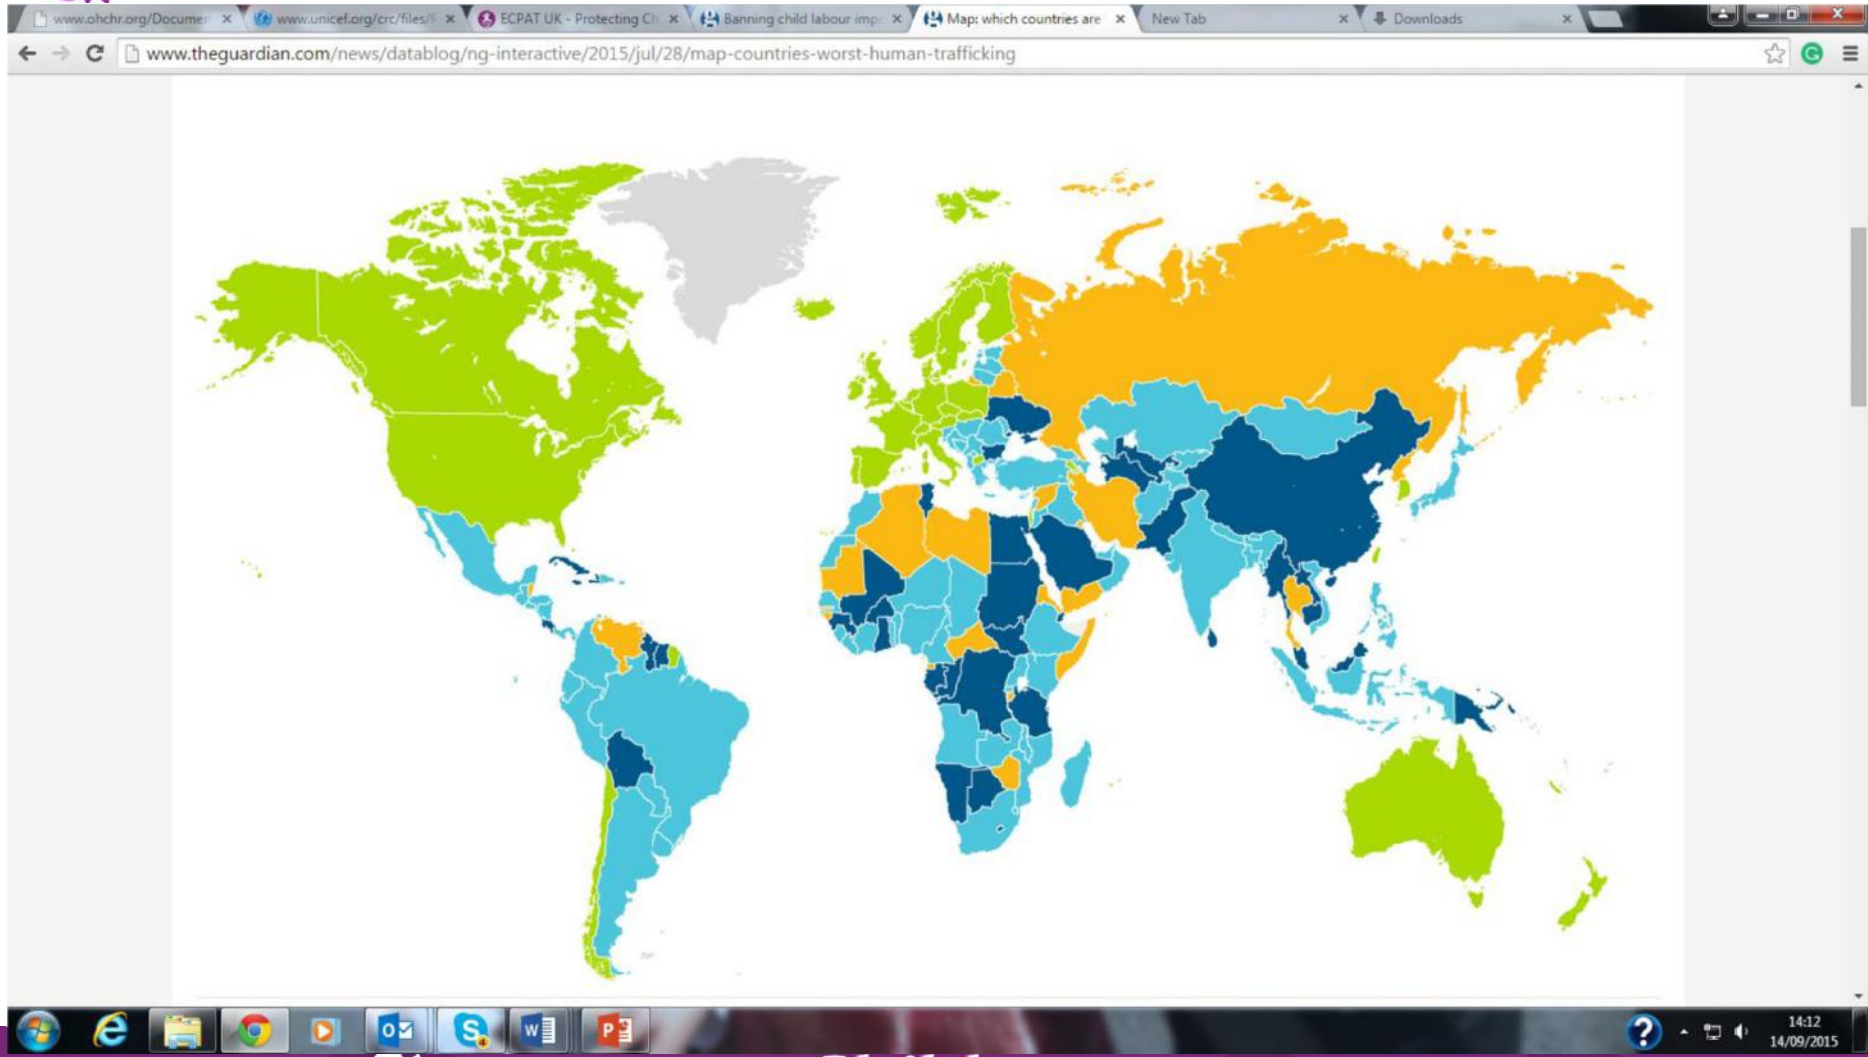 www.ohchr.org/Documen
www.unicef.org/crc/files/
ECPAT UK - Protecting Ch
Banning child labour imp
Map: which countries are
New Tab
Downloads
www.theguardian.com/news/datablog/ng-interactive/2015/jul/28/map-countries-worst-human-trafficking
14:12
14/09/2015